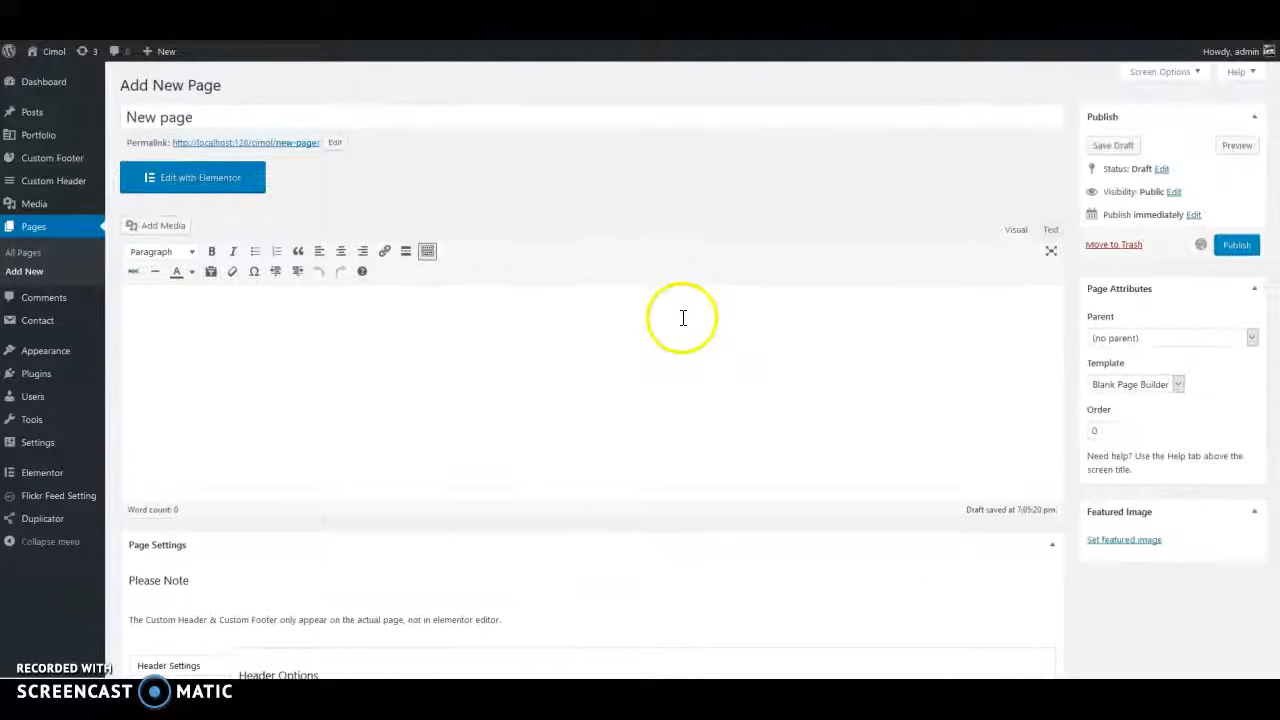 Cimol 3 0 New Howdy, admin
Screen Options Help
Dashboard
Posts
Portfolio
Custom Footer
Custom Header
Media
Pages
All Pages
Add New
Comments
Contact
Appearance
Plugins
Users
Tools
Settings
Elementor
Flickr Feed Setting
Duplicator
Collapse menu
Add New Page
New page
Permalink: http://localhost:128/cimol/new-page/ Edit
Edit with Elementor
Add Media
Visual Text
Paragraph B I
ABC A
Word count: 0 Draft saved at 7:05:20 pm.
Page Settings
Please Note
The Custom Header & Custom Footer only appear on the actual page, not in elementor editor.
Header Settings
Header Options
Publish
Save Draft Preview
Status: Draft Edit
Visibility: Public Edit
Publish immediately Edit
Move to Trash Publish
Page Attributes
Parent
(no parent)
Template
Blank Page Builder
Order
0
Need help? Use the Help tab above the
screen title.
Featured Image
Set featured image
RECORDED WITH
SCREENCAST MATIC